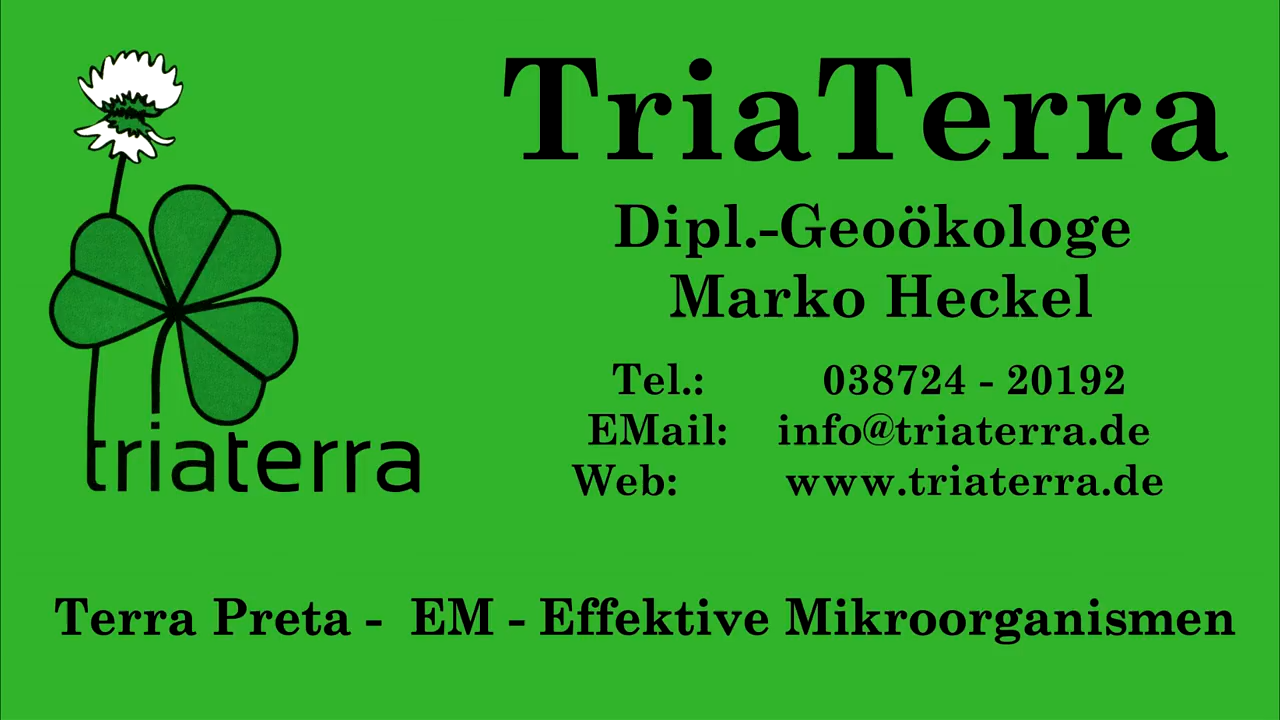 TriaTerra
Dipl.-Geoökologe
Marko Heckel
Tel.: 038724 - 20192
EMail: info@triaterra.de
Web: www.triaterra.de
triaterra
Terra Preta - EM - Effektive Mikroorganismen